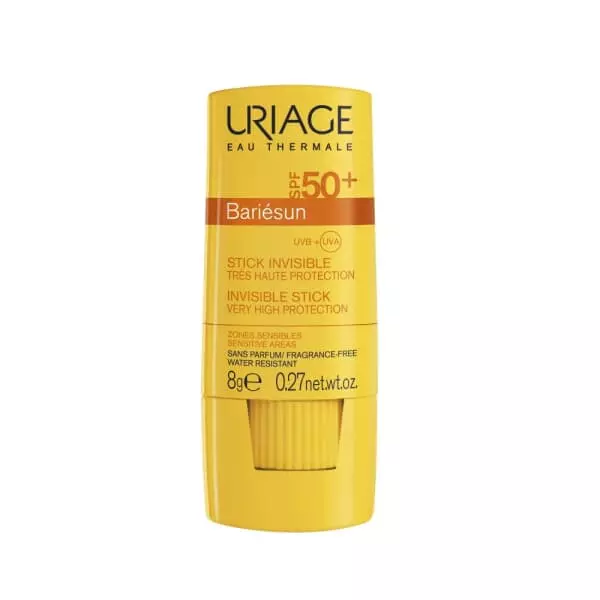 URIAGE
EAU THERMALE
SPF 50+
Bariésun
UVB + UVA
STICK INVISIBLE
TRÈS HAUTE PROTECTION
INVISIBLE STICK
VERY HIGH PROTECTION
ZONES SENSIBLES
SENSITIVE AREAS
SANS PARFUM/ FRAGRANCE-FREE
WATER RESISTANT
8g℮ 0.27net.wt.oz.